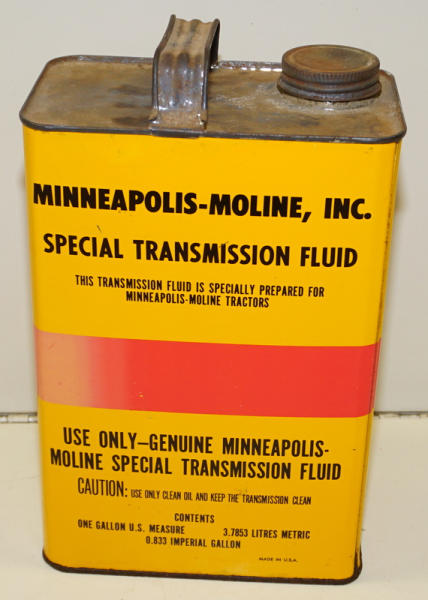 MINNEAPOLIS-MOLINE, INC.
SPECIAL TRANSMISSION FLUID
THIS TRANSMISSION FLUID IS SPECIALLY PREPARED FOR
MINNEAPOLIS-MOLINE TRACTORS
USE ONLY—GENUINE MINNEAPOLIS-
MOLINE SPECIAL TRANSMISSION FLUID
CAUTION: USE ONLY CLEAN OIL AND KEEP THE TRANSMISSION CLEAN
CONTENTS
ONE GALLON U.S. MEASURE 3.7853 LITRES METRIC
0.833 IMPERIAL GALLON
MADE IN U.S.A.